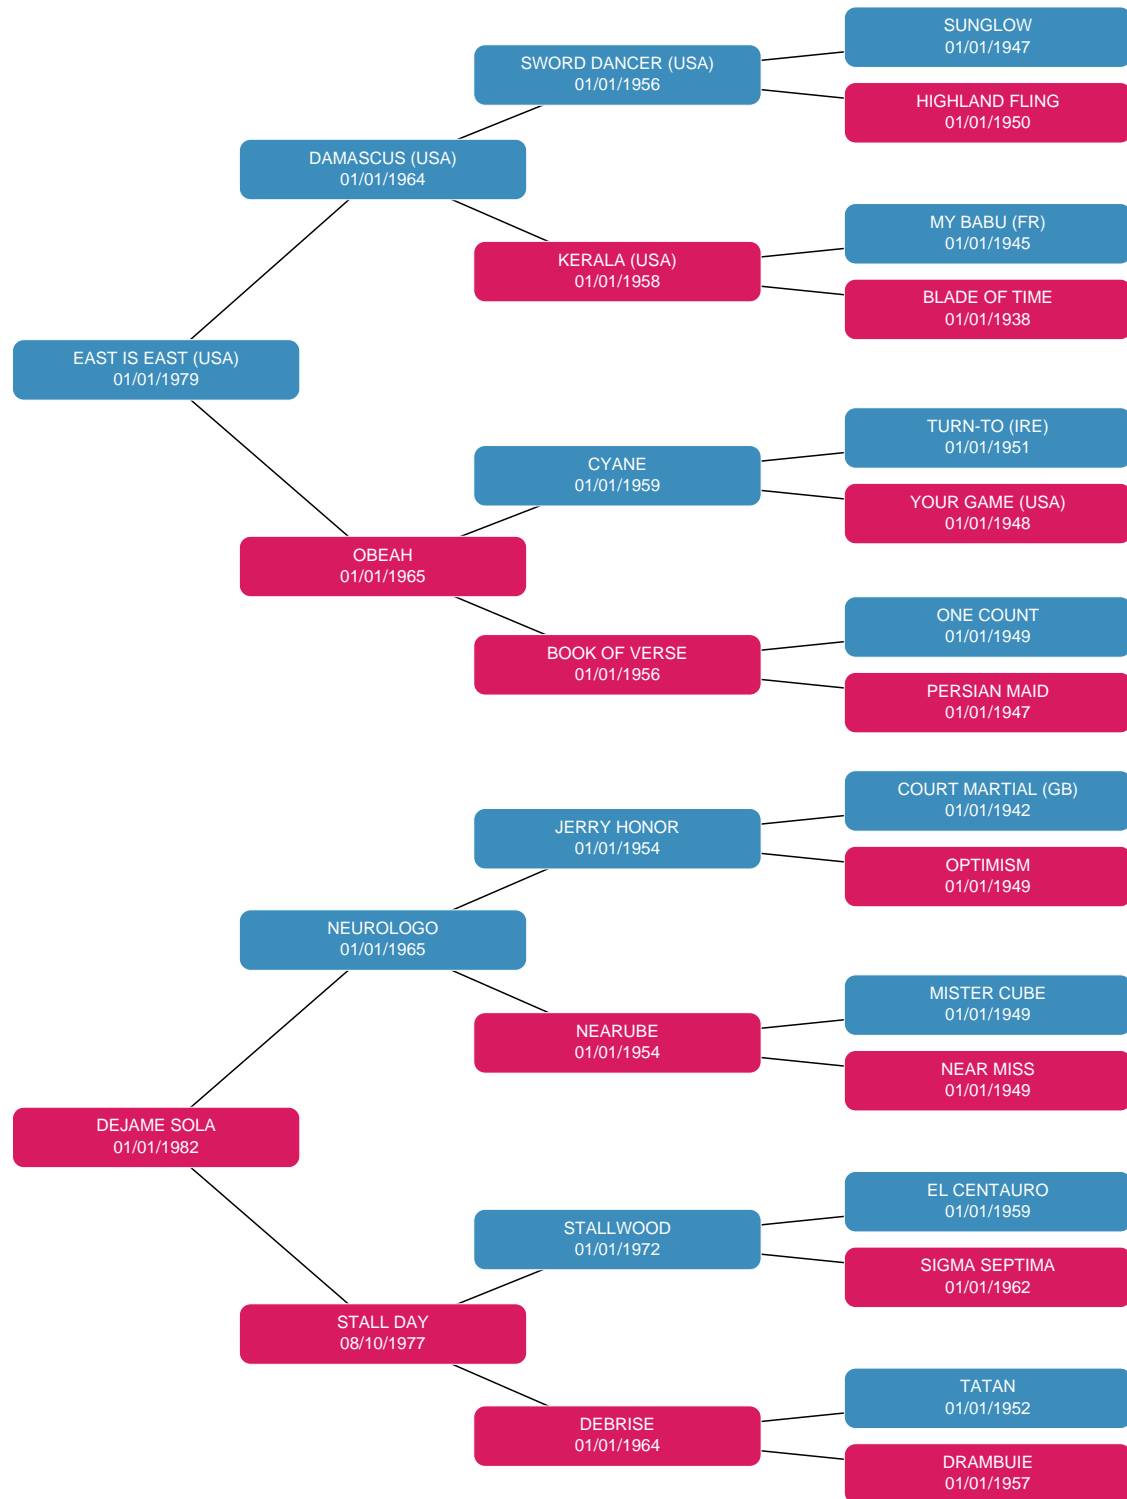 SUNGLOW
01/01/1947
SWORD DANCER (USA)
01/01/1956
HIGHLAND FLING
01/01/1950
DAMASCUS (USA)
01/01/1964
MY BABU (FR)
01/01/1945
KERALA (USA)
01/01/1958
BLADE OF TIME
01/01/1938
EAST IS EAST (USA)
01/01/1979
TURN-TO (IRE)
01/01/1951
CYANE
01/01/1959
YOUR GAME (USA)
01/01/1948
OBEAH
01/01/1965
ONE COUNT
01/01/1949
BOOK OF VERSE
01/01/1956
PERSIAN MAID
01/01/1947
COURT MARTIAL (GB)
01/01/1942
JERRY HONOR
01/01/1954
OPTIMISM
01/01/1949
NEUROLOGO
01/01/1965
MISTER CUBE
01/01/1949
NEARUBE
01/01/1954
NEAR MISS
01/01/1949
DEJAME SOLA
01/01/1982
EL CENTAURO
01/01/1959
STALLWOOD
01/01/1972
SIGMA SEPTIMA
01/01/1962
STALL DAY
08/10/1977
TATAN
01/01/1952
DEBRISE
01/01/1964
DRAMBUIE
01/01/1957